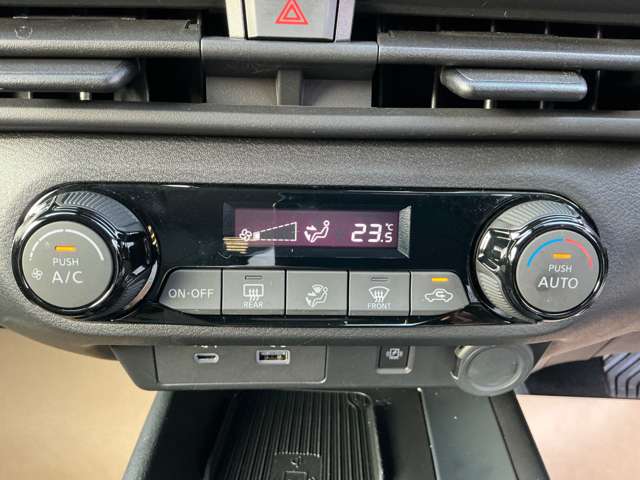 23.5 °C
PUSH
A/C
PUSH
AUTO
ON·OFF
REAR
FRONT